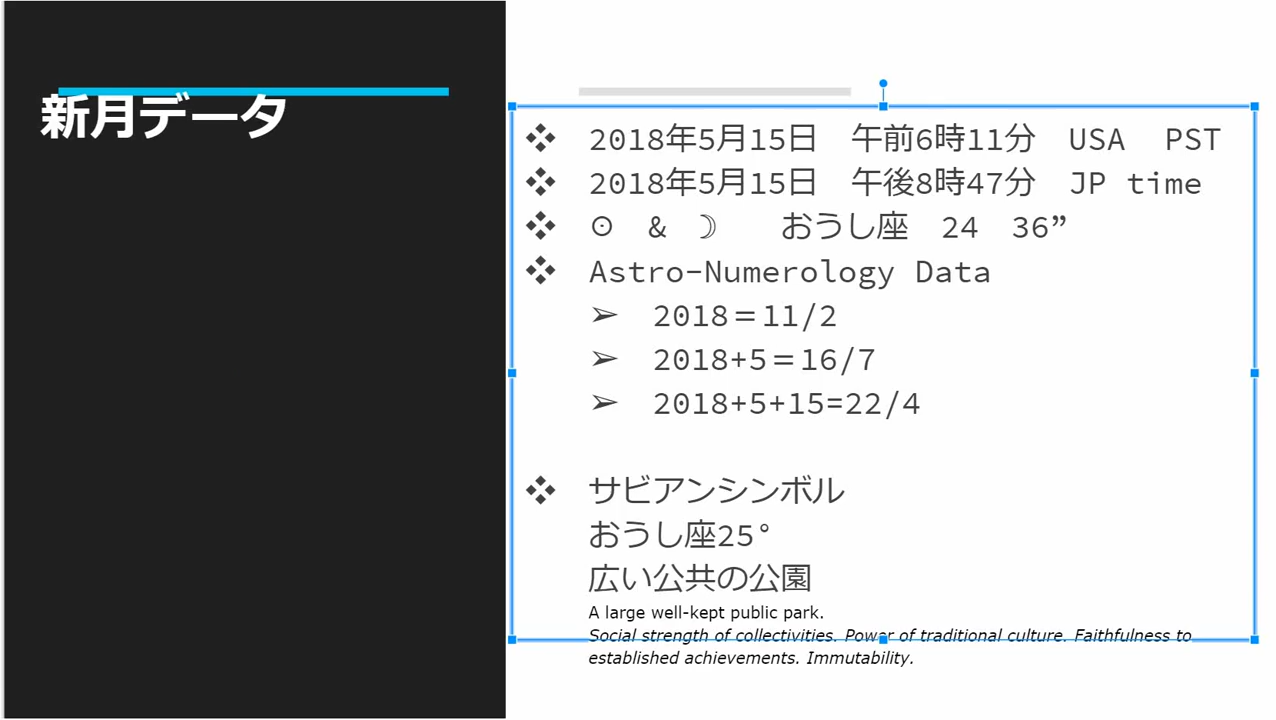 新月データ
❖ 2018年5月15日 午前6時11分 USA PST
❖ 2018年5月15日 午後8時47分 JP time
❖ ☉ & ☽ おうし座 24 36”
❖ Astro-Numerology Data
➢ 2018＝11/2
➢ 2018+5＝16/7
➢ 2018+5+15=22/4
❖ サビアンシンボル
おうし座25°
広い公共の公園
A large well-kept public park.
Social strength of collectivities. Power of traditional culture. Faithfulness to
established achievements. Immutability.